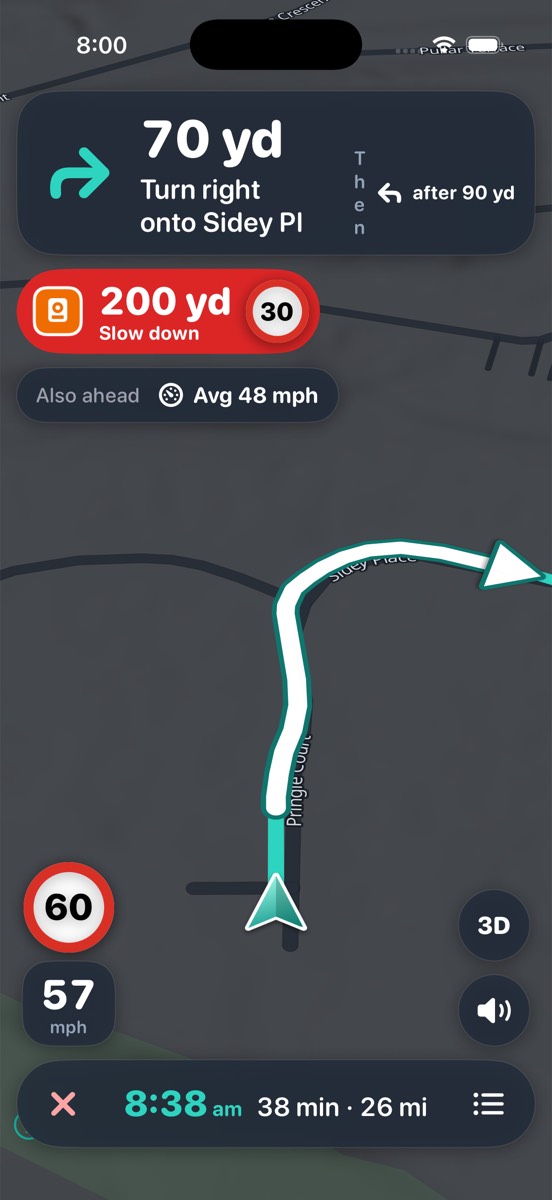 Crescen
8:00
Place
70 yd
Turn right
onto Sidey Pl
Then
after 90 yd
200 yd
Slow down
30
Also ahead
Avg 48 mph
Sidey Place
Pringle Court
60
57
mph
3D
8:38 am
38 min · 26 mi